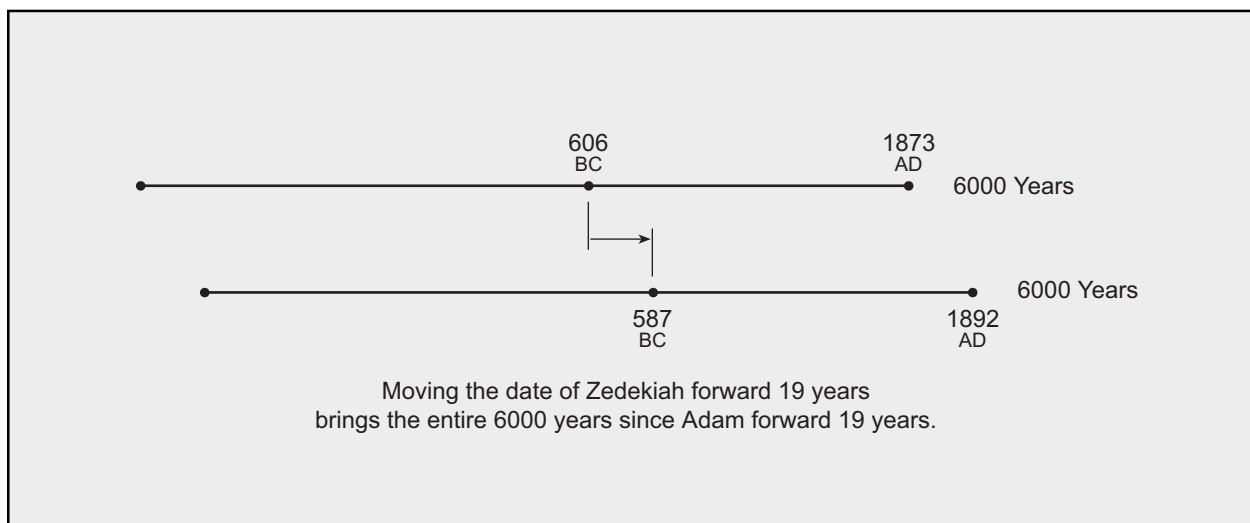 606
BC
1873
AD
6000 Years
6000 Years
587
BC
1892
AD
Moving the date of Zedekiah forward 19 years
brings the entire 6000 years since Adam forward 19 years.